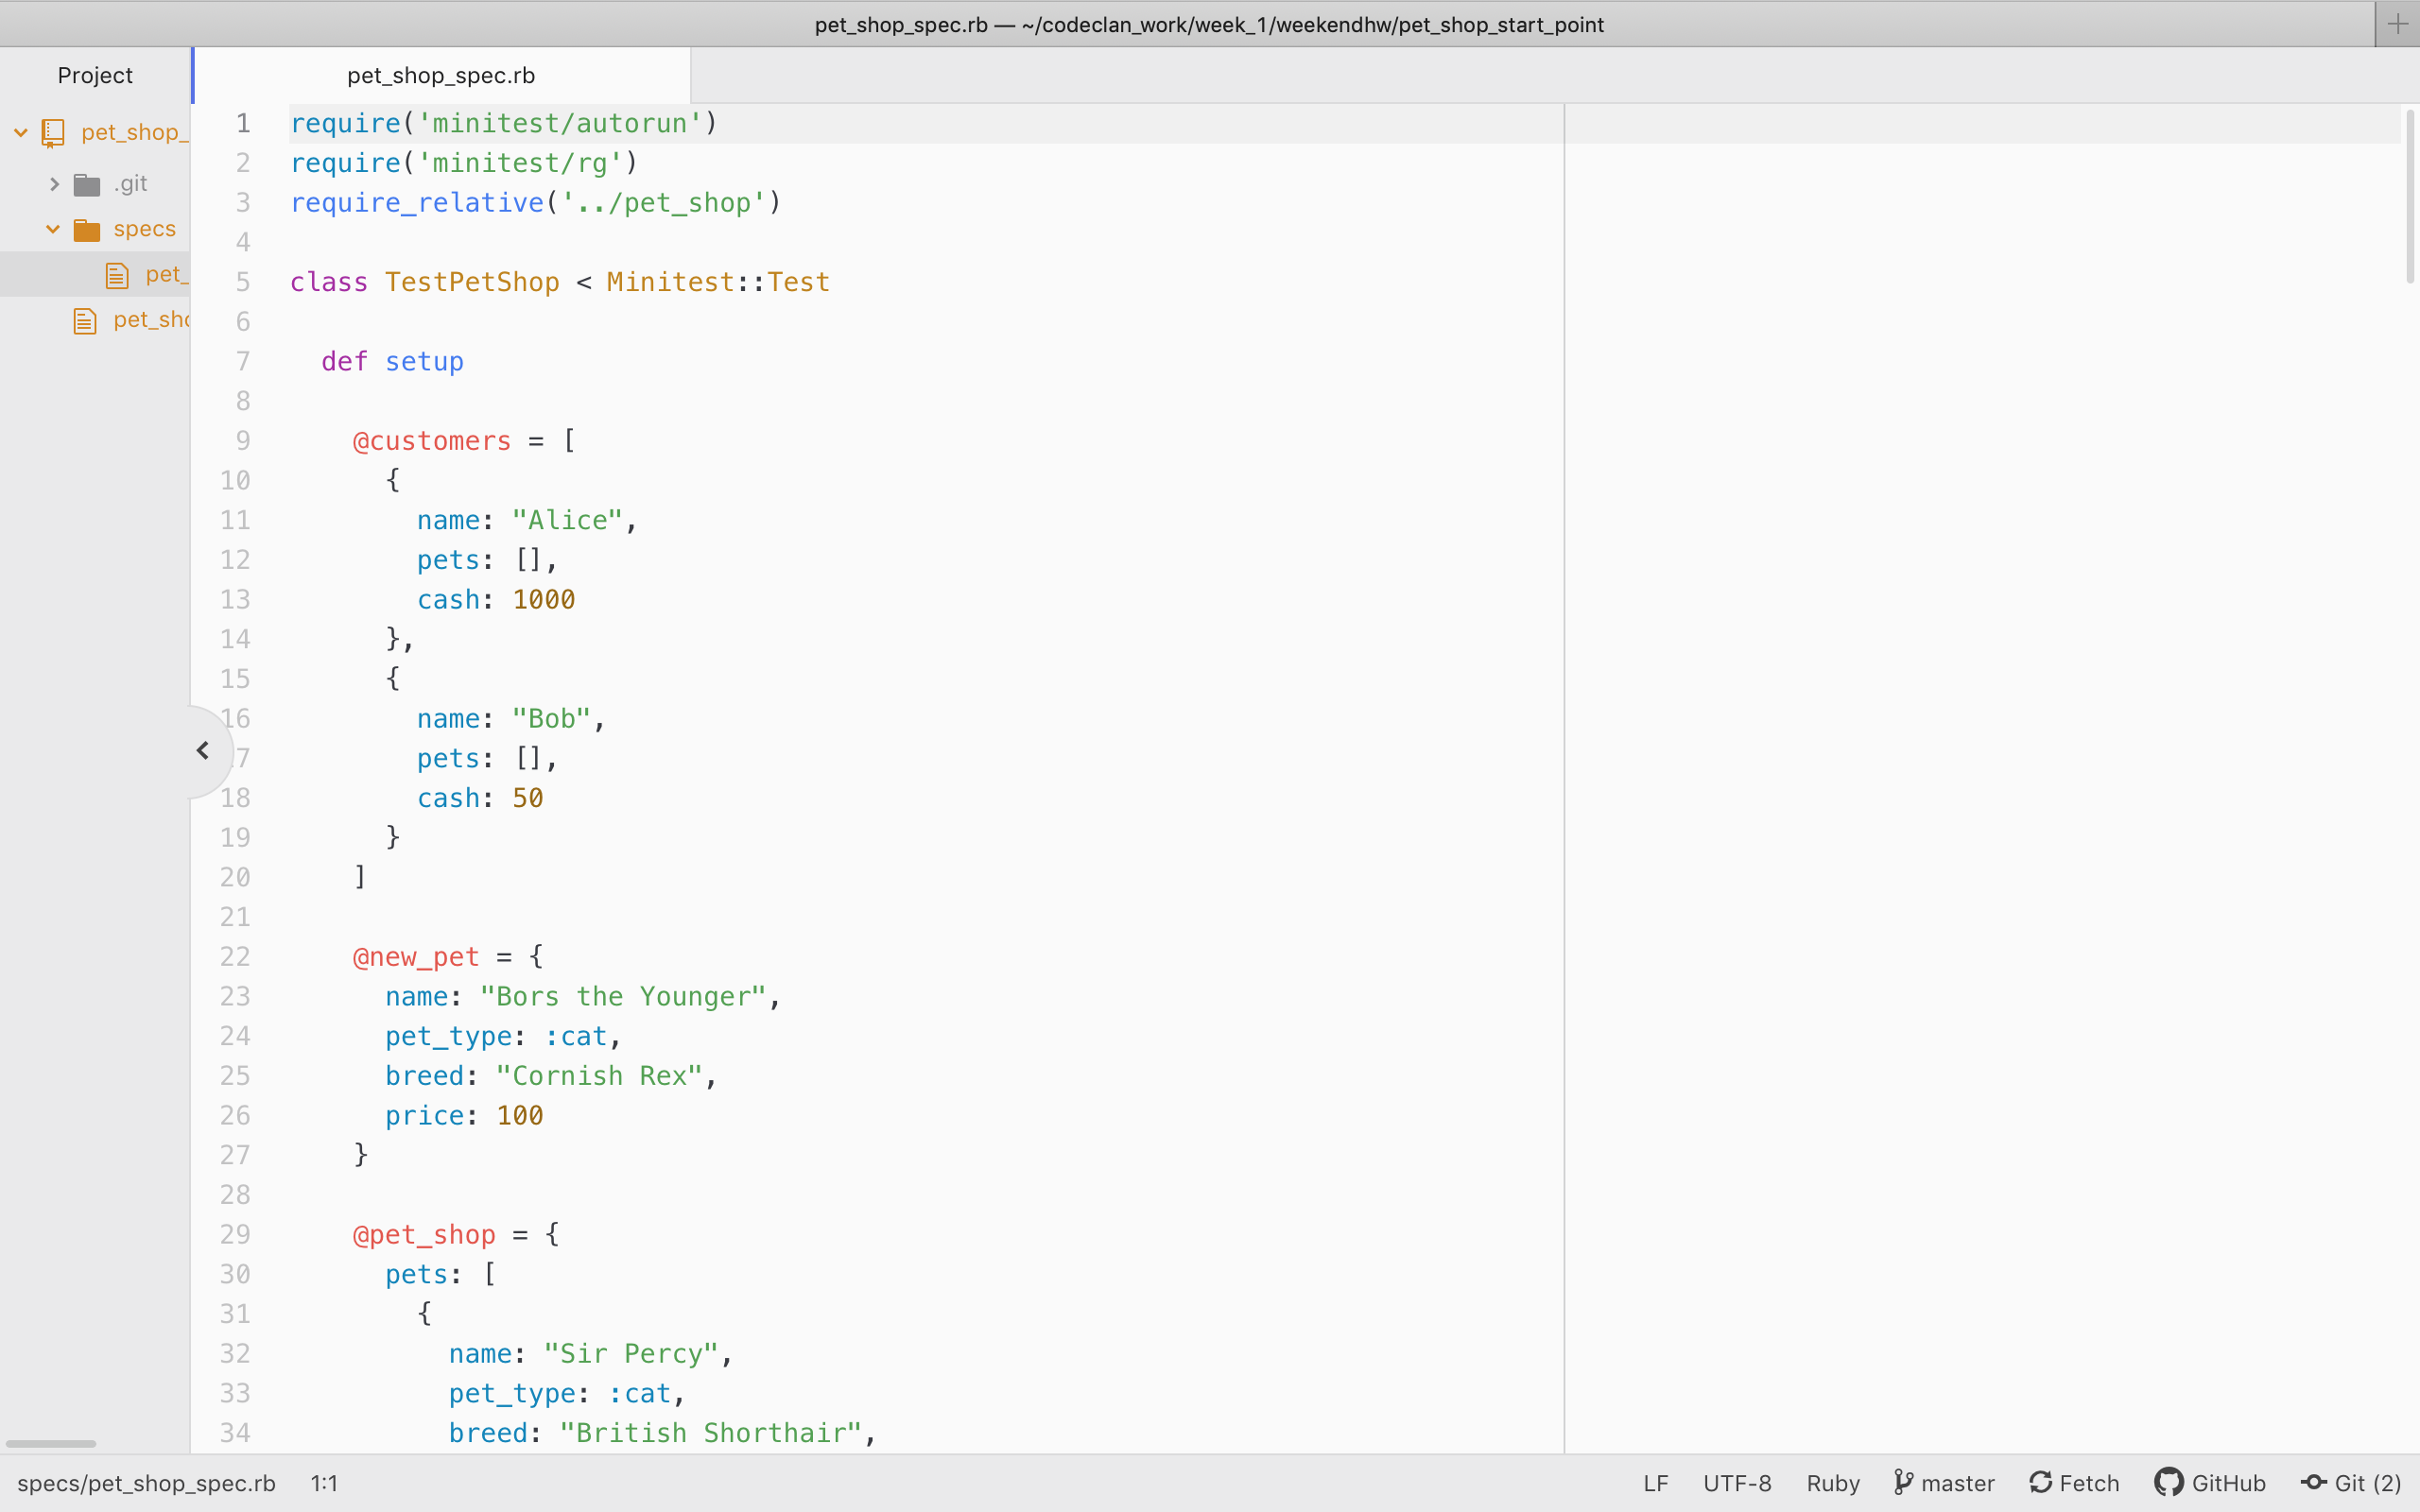 pet_shop_spec.rb — ~/codeclan_work/week_1/weekendhw/pet_shop_start_point
Project
pet_shop_spec.rb
pet_shop_
.git
specs
pet_
pet_sho
1 require('minitest/autorun')
2 require('minitest/rg')
3 require_relative('../pet_shop')
4
5 class TestPetShop < Minitest::Test
6
7   def setup
8
9     @customers = [
10       {
11         name: "Alice",
12         pets: [],
13         cash: 1000
14       },
15       {
16         name: "Bob",
17         pets: [],
18         cash: 50
19       }
20     ]
21
22     @new_pet = {
23       name: "Bors the Younger",
24       pet_type: :cat,
25       breed: "Cornish Rex",
26       price: 100
27     }
28
29     @pet_shop = {
30       pets: [
31         {
32           name: "Sir Percy",
33           pet_type: :cat,
34           breed: "British Shorthair",
specs/pet_shop_spec.rb 1:1 LF UTF-8 Ruby master Fetch GitHub Git (2)